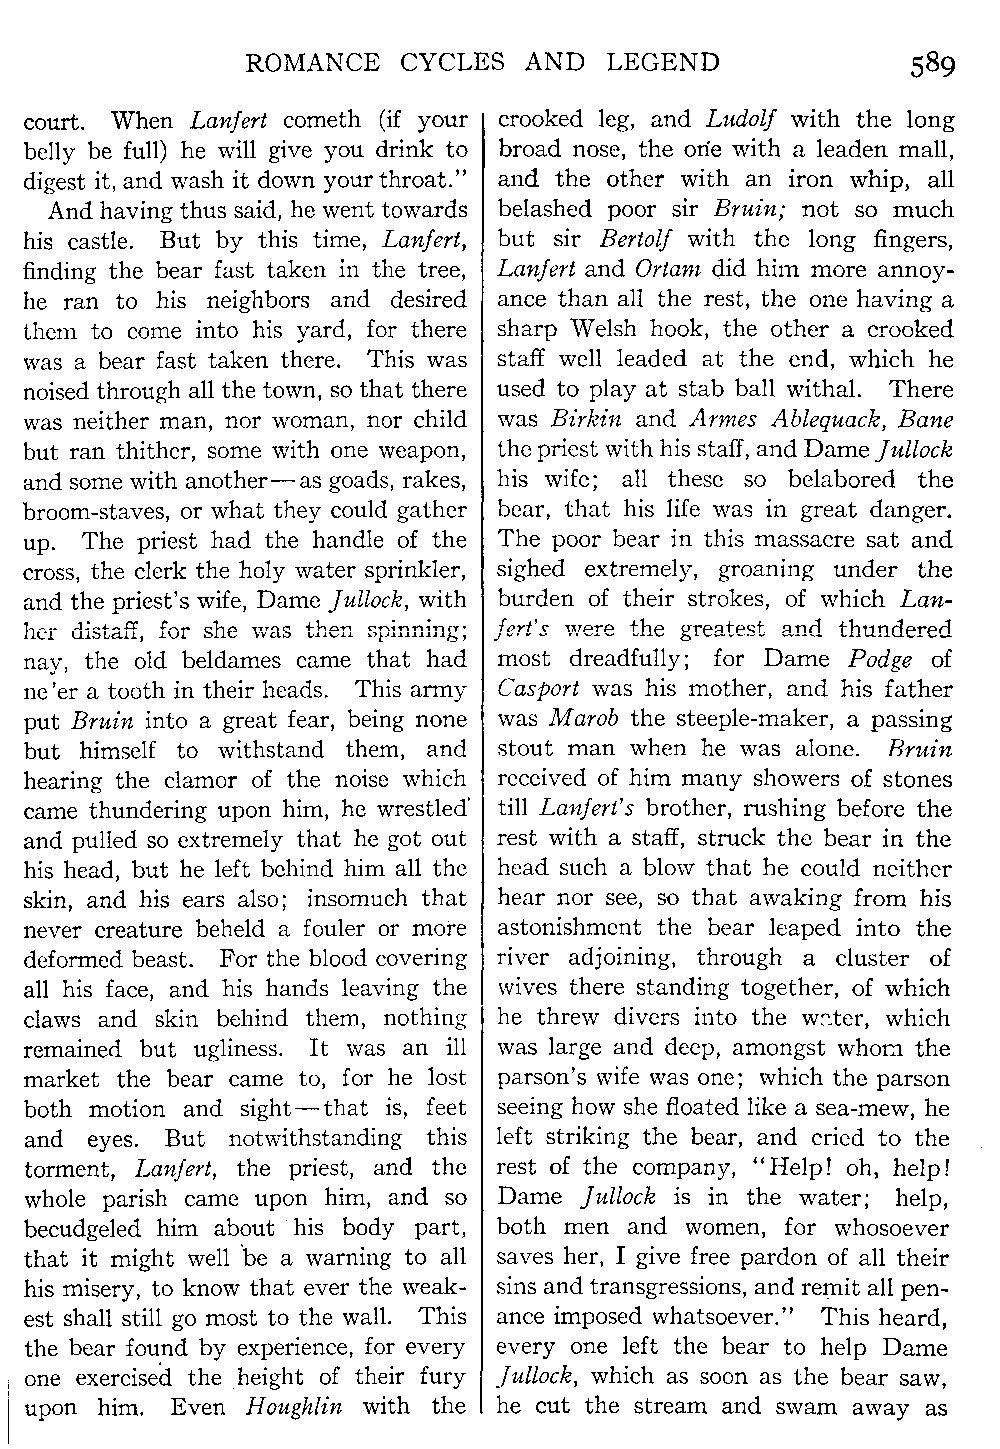 ROMANCE CYCLES AND LEGEND 589
court. When Lanfert cometh (if your
belly be full) he will give you drink to
digest it, and wash it down your throat."
And having thus said, he went towards
his castle. But by this time, Lanfert,
finding the bear fast taken in the tree,
he ran to his neighbors and desired
them to come into his yard, for there
was a bear fast taken there. This was
noised through all the town, so that there
was neither man, nor woman, nor child
but ran thither, some with one weapon,
and some with another—as goads, rakes,
broom-staves, or what they could gather
up. The priest had the handle of the
cross, the clerk the holy water sprinkler,
and the priest's wife, Dame Jullock, with
her distaff, for she was then spinning;
nay, the old beldames came that had
ne'er a tooth in their heads. This army
put Bruin into a great fear, being none
but himself to withstand them, and
hearing the clamor of the noise which
came thundering upon him, he wrestled
and pulled so extremely that he got out
his head, but he left behind him all the
skin, and his ears also; insomuch that
never creature beheld a fouler or more
deformed beast. For the blood covering
all his face, and his hands leaving the
claws and skin behind them, nothing
remained but ugliness. It was an ill
market the bear came to, for he lost
both motion and sight—that is, feet
and eyes. But notwithstanding this
torment, Lanfert, the priest, and the
whole parish came upon him, and so
becudgeled him about his body part,
that it might well be a warning to all
his misery, to know that ever the weak-
est shall still go most to the wall. This
the bear found by experience, for every
one exercised the height of their fury
upon him. Even Houghlin with the
crooked leg, and Ludolf with the long
broad nose, the one with a leaden mall,
and the other with an iron whip, all
belashed poor sir Bruin; not so much
but sir Bertolf with the long fingers,
Lanfert and Ortam did him more annoy-
ance than all the rest, the one having a
sharp Welsh hook, the other a crooked
staff well leaded at the end, which he
used to play at stab ball withal. There
was Birkin and Armes Ablequack, Bane
the priest with his staff, and Dame Jullock
his wife; all these so belabored the
bear, that his life was in great danger.
The poor bear in this massacre sat and
sighed extremely, groaning under the
burden of their strokes, of which Lan-
fert's were the greatest and thundered
most dreadfully; for Dame Podge of
Casport was his mother, and his father
was Marob the steeple-maker, a passing
stout man when he was alone. Bruin
received of him many showers of stones
till Lanfert's brother, rushing before the
rest with a staff, struck the bear in the
head such a blow that he could neither
hear nor see, so that awaking from his
astonishment the bear leaped into the
river adjoining, through a cluster of
wives there standing together, of which
he threw divers into the water, which
was large and deep, amongst whom the
parson's wife was one; which the parson
seeing how she floated like a sea-mew, he
left striking the bear, and cried to the
rest of the company, "Help! oh, help!
Dame Jullock is in the water; help,
both men and women, for whosoever
saves her, I give free pardon of all their
sins and transgressions, and remit all pen-
ance imposed whatsoever." This heard,
every one left the bear to help Dame
Jullock, which as soon as the bear saw,
he cut the stream and swam away as